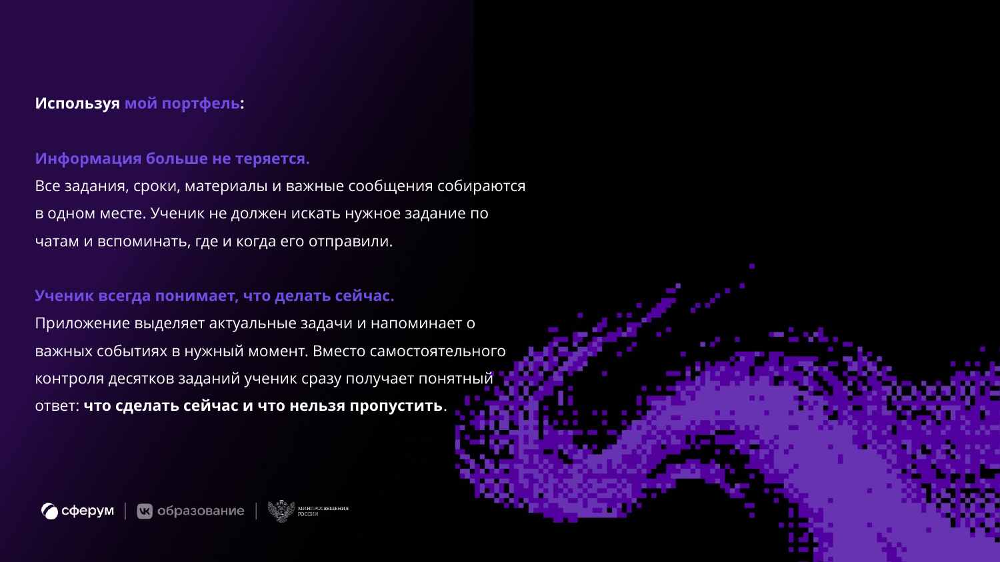 Используя мой портфель:
Информация больше не теряется.
Все задания, сроки, материалы и важные сообщения собираются
в одном месте. Ученик не должен искать нужное задание по
чатам и вспоминать, где и когда его отправили.
Ученик всегда понимает, что делать сейчас.
Приложение выделяет актуальные задачи и напоминает о
важных событиях в нужный момент. Вместо самостоятельного
контроля десятков заданий ученик сразу получает понятный
ответ: что сделать сейчас и что нельзя пропустить.
сферум | VK образование | МИНПРОСВЕЩЕНИЯ
РОССИИ